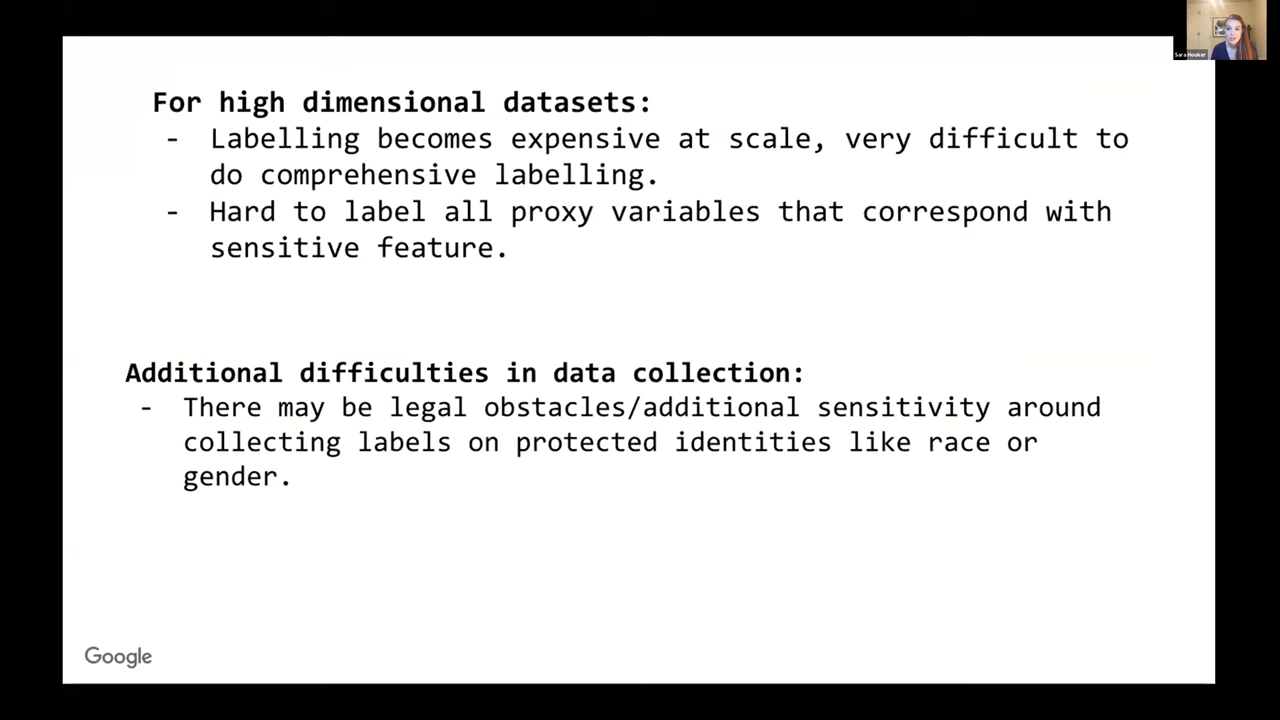 Sara Hooker
For high dimensional datasets:
- Labelling becomes expensive at scale, very difficult to
do comprehensive labelling.
- Hard to label all proxy variables that correspond with
sensitive feature.
Additional difficulties in data collection:
- There may be legal obstacles/additional sensitivity around
collecting labels on protected identities like race or
gender.
Google